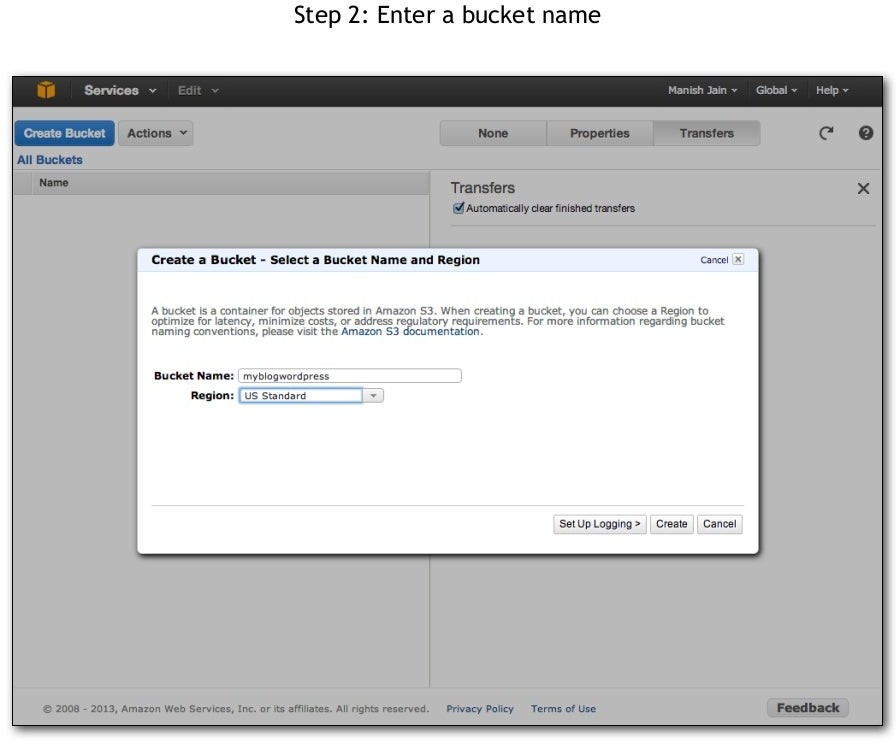 Step 2: Enter a bucket name
Services Edit Manish Jain Global Help
Create Bucket Actions None Properties Transfers
All Buckets
Name
Transfers
Automatically clear finished transfers
Create a Bucket - Select a Bucket Name and Region Cancel
A bucket is a container for objects stored in Amazon S3. When creating a bucket, you can choose a Region to
optimize for latency, minimize costs, or address regulatory requirements. For more information regarding bucket
naming conventions, please visit the Amazon S3 documentation.
Bucket Name: myblogwordpress
Region: US Standard
Set Up Logging > Create Cancel
© 2008 - 2013, Amazon Web Services, Inc. or its affiliates. All rights reserved. Privacy Policy Terms of Use Feedback